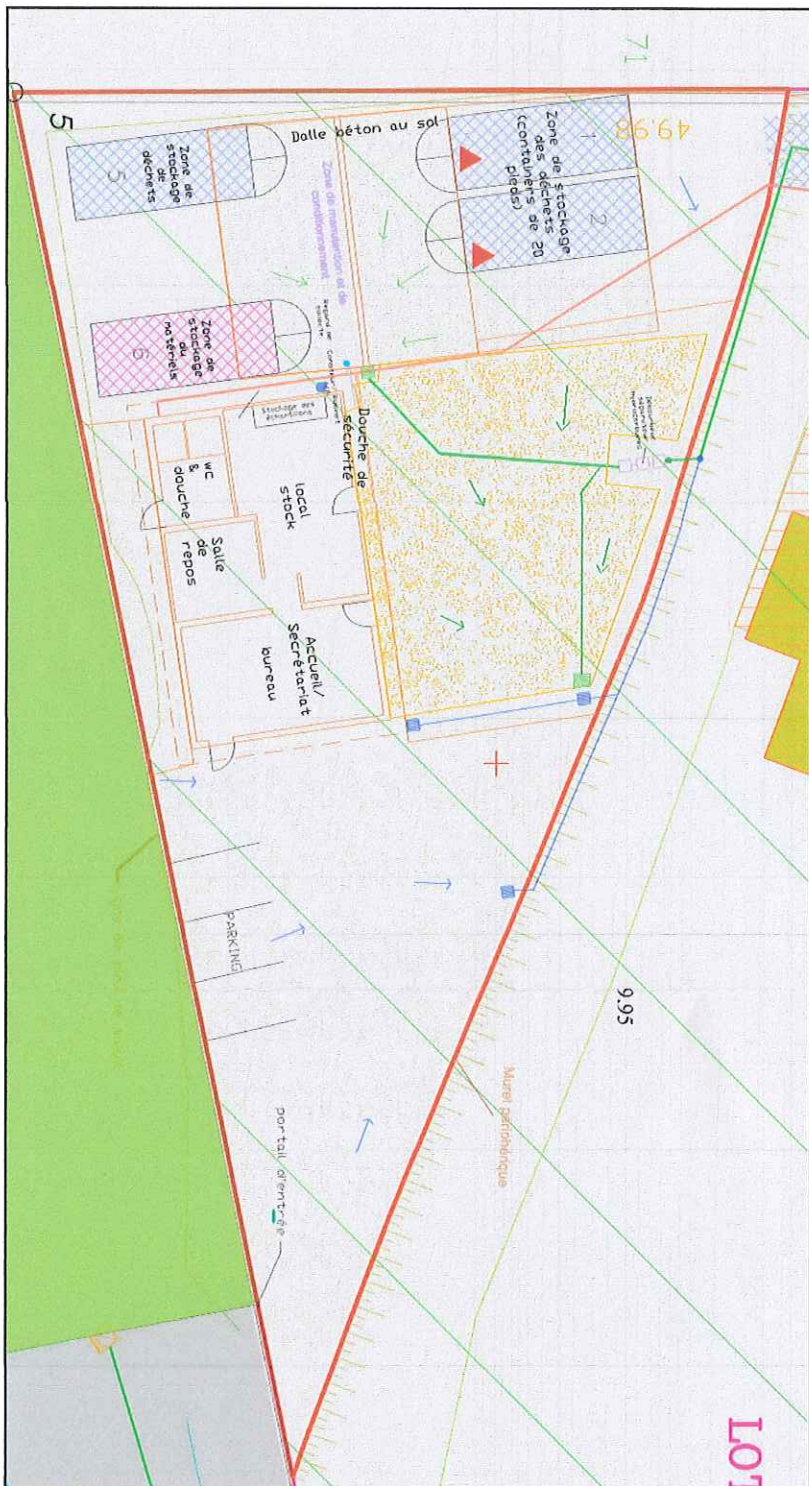 71
49.98
5
Dalle béton au sol
Zone de stockage
des déchets
(containers de 20
pieds)
1
2
Zone de
stockage
de
déchets
5
Zone de manutention et de
conditionnement
Zone de
stockage
du
matériels
6
Stockage des
échantillons
Douche de
sécurité
séparateur
hydrocarbures
wc
&
douche
local
stock
Salle
de
repos
Accueil/
Secrétariat
bureau
PARKING
9.95
Muret périphérique
portail d'entrée
LOT